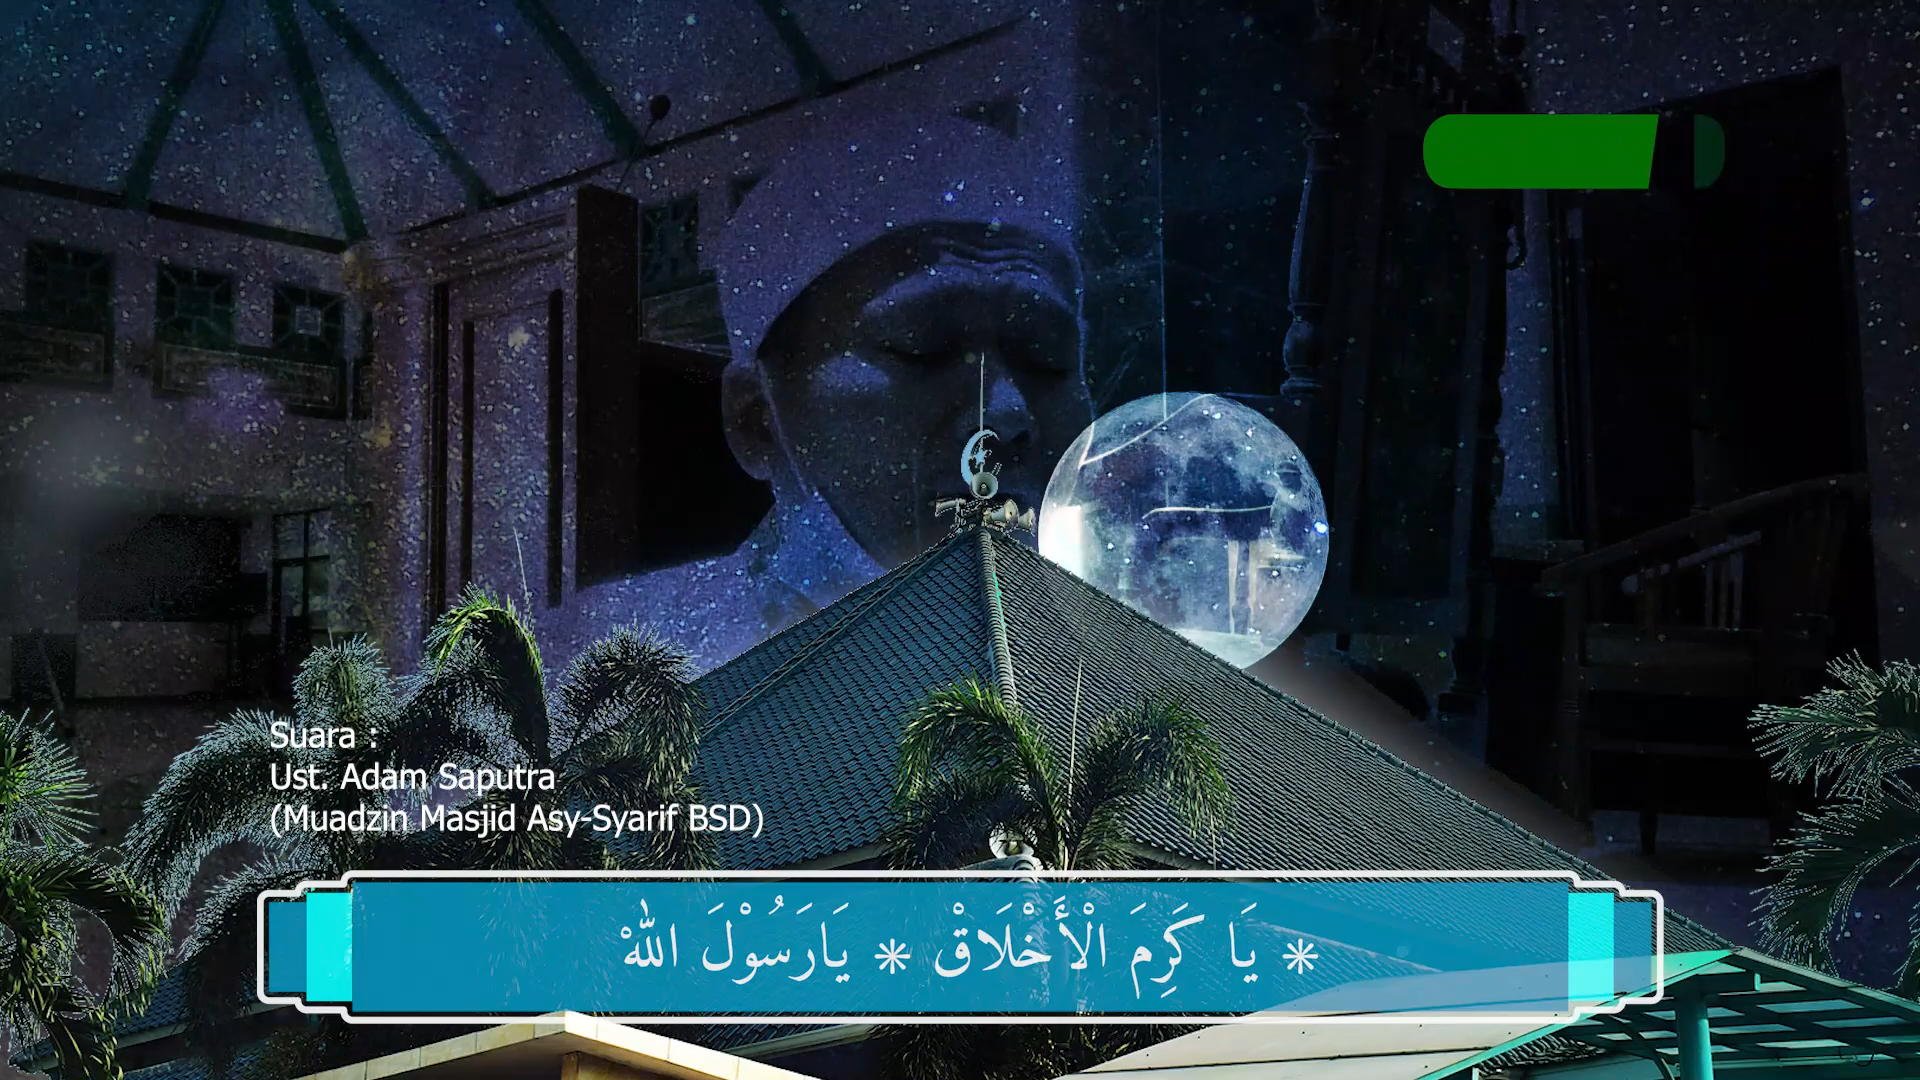 Suara :
Ust. Adam Saputra
(Muadzin Masjid Asy-Syarif BSD)
⁕ يَا كَرِمَ الْأَخْلَاقْ ⁕ يَارَسُوْلَ اللّٰهْ